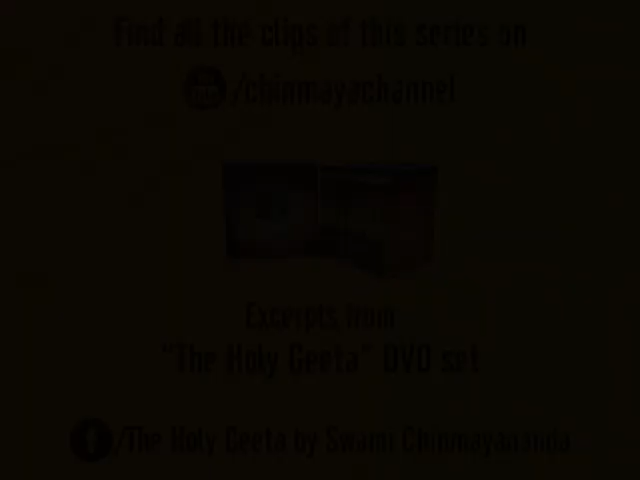 Find all the clips of this series on
/chinmayachannel
Excerpts from
"The Holy Geeta" DVD set
/The Holy Geeta by Swami Chinmayananda